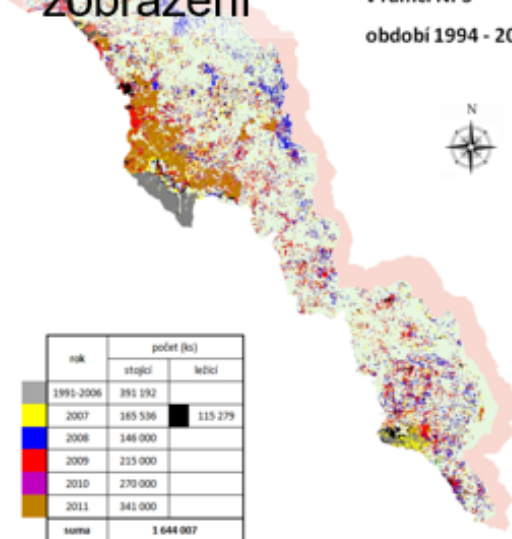 zobrazení
období 1994 - 20
N
rok počet (ks)
stojící ležící
1991-2006 391 192
2007 165 536 115 279
2008 146 000
2009 215 000
2010 270 000
2011 341 000
suma 1 644 007